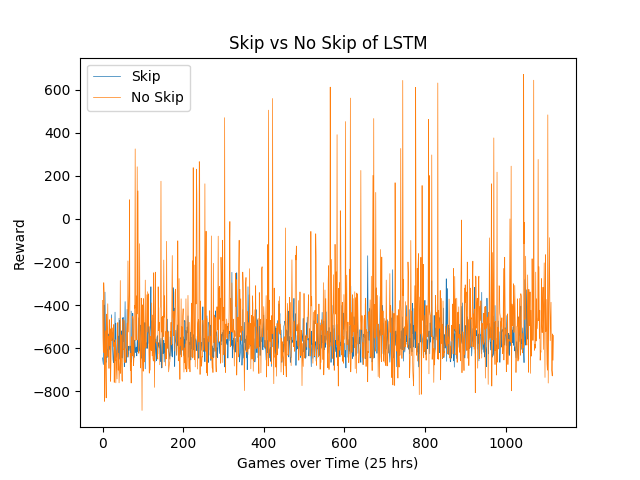 Skip vs No Skip of LSTM
Skip
No Skip
600
400
200
0
−200
−400
−600
−800
Reward
0 200 400 600 800 1000
Games over Time (25 hrs)